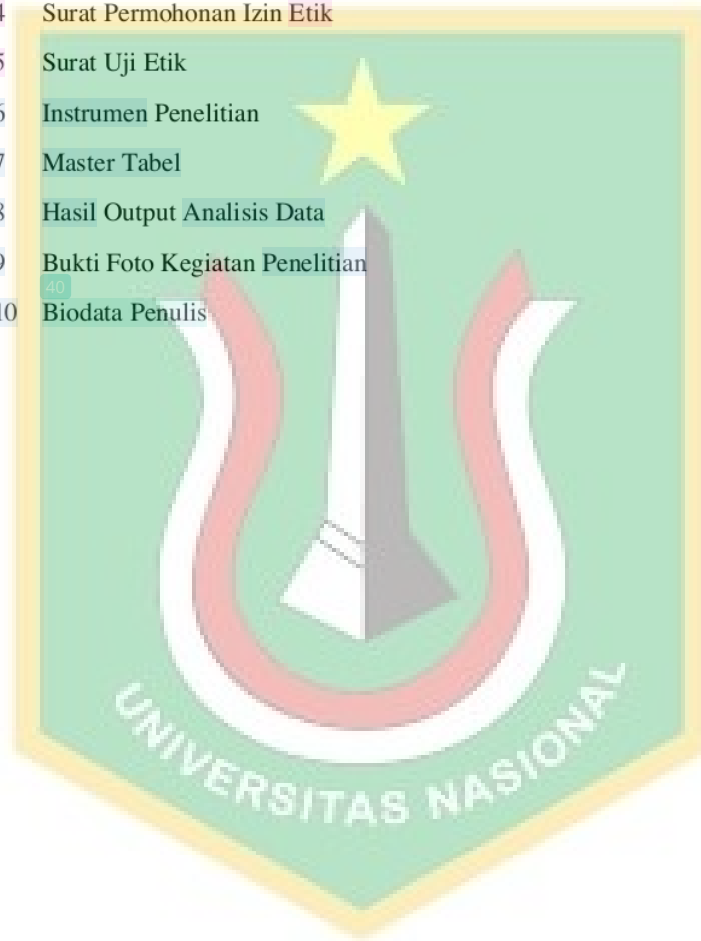 4 Surat Permohonan Izin Etik
5 Surat Uji Etik
6 Instrumen Penelitian
7 Master Tabel
8 Hasil Output Analisis Data
9 Bukti Foto Kegiatan Penelitian
40
10 Biodata Penulis
UNIVERSITAS NASIONAL